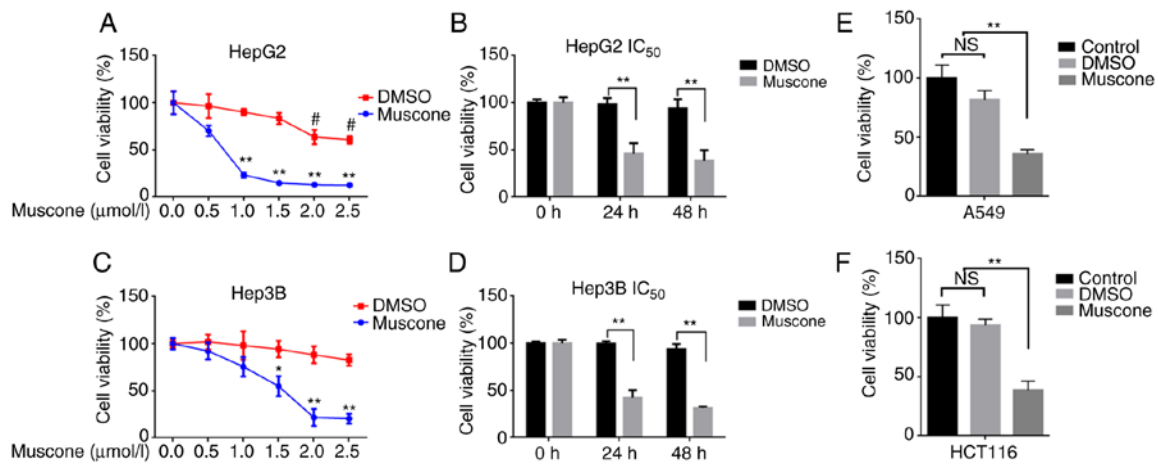 A
HepG2
Cell viability (%)
150
100
50
0
DMSO
Muscone
#
#
**
**
**
**
Muscone (μmol/l) 0.0 0.5 1.0 1.5 2.0 2.5
B
HepG2 IC50
Cell viability (%)
150
100
50
0
DMSO
Muscone
**
**
0 h 24 h 48 h
E
Cell viability (%)
150
100
50
0
**
NS
Control
DMSO
Muscone
A549
C
Hep3B
Cell viability (%)
150
100
50
0
DMSO
Muscone
*
**
**
Muscone (μmol/l) 0.0 0.5 1.0 1.5 2.0 2.5
D
Hep3B IC50
Cell viability (%)
150
100
50
0
DMSO
Muscone
**
**
0 h 24 h 48 h
F
Cell viability (%)
150
100
50
0
**
NS
Control
DMSO
Muscone
HCT116